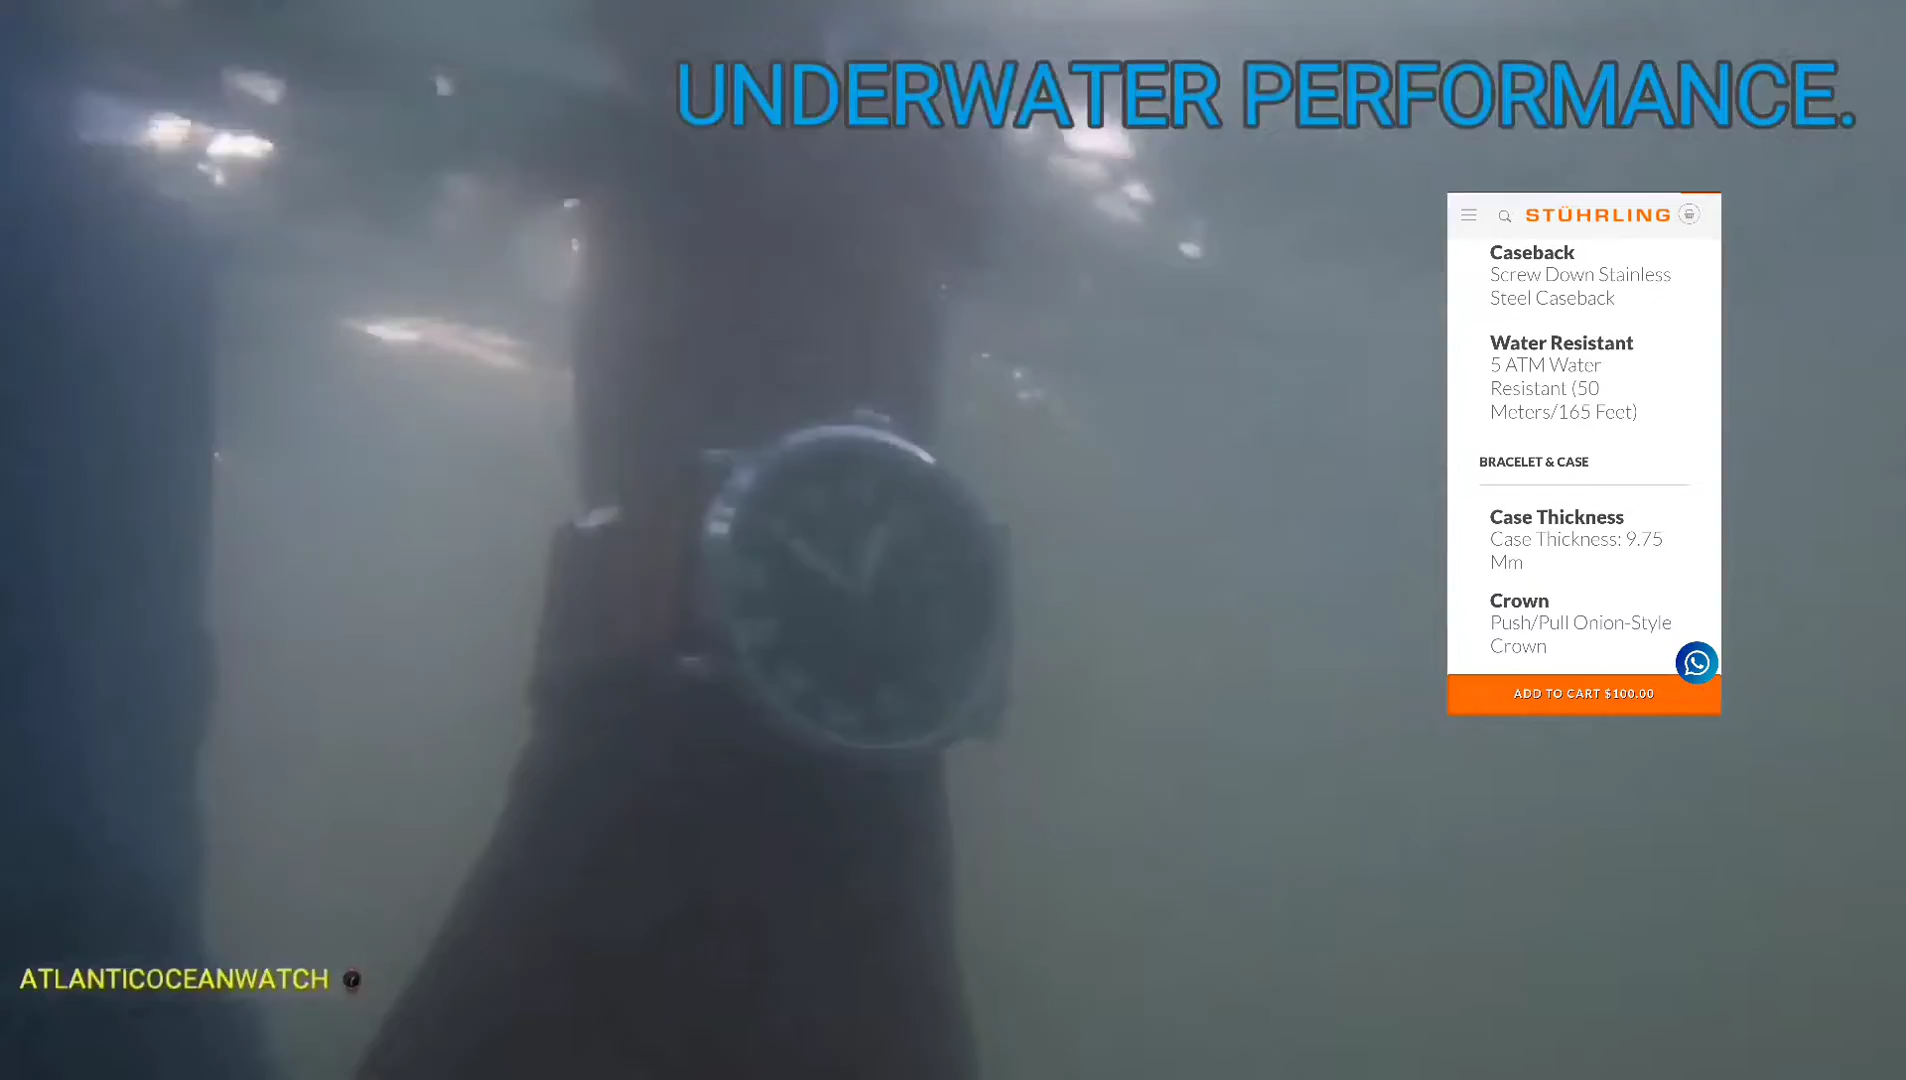 UNDERWATER PERFORMANCE.
STÜHRLING
Caseback
Screw Down Stainless
Steel Caseback
Water Resistant
5 ATM Water
Resistant (50
Meters/165 Feet)
BRACELET & CASE
Case Thickness
Case Thickness: 9.75
Mm
Crown
Push/Pull Onion-Style
Crown
ADD TO CART $100.00
ATLANTICOCEANWATCH